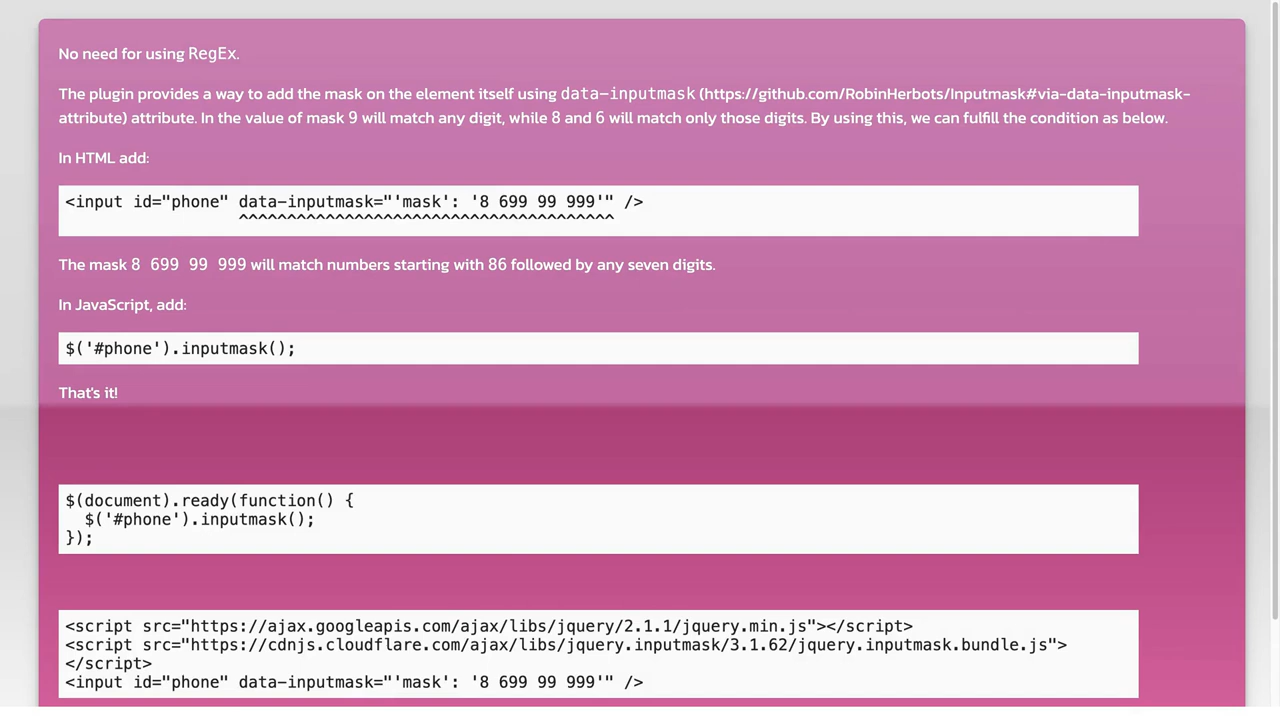 No need for using RegEx.
The plugin provides a way to add the mask on the element itself using data-inputmask (https://github.com/RobinHerbots/Inputmask#via-data-inputmask-
attribute) attribute. In the value of mask 9 will match any digit, while 8 and 6 will match only those digits. By using this, we can fulfill the condition as below.
In HTML add:
<input id="phone" data-inputmask="'mask': '8 699 99 999'" />
^^^^^^^^^^^^^^^^^^^^^^^^^^^^^^^^^^^^^^^
The mask 8 699 99 999 will match numbers starting with 86 followed by any seven digits.
In JavaScript, add:
$('#phone').inputmask();
That's it!
$(document).ready(function() {
  $('#phone').inputmask();
});
<script src="https://ajax.googleapis.com/ajax/libs/jquery/2.1.1/jquery.min.js"></script>
<script src="https://cdnjs.cloudflare.com/ajax/libs/jquery.inputmask/3.1.62/jquery.inputmask.bundle.js">
</script>
<input id="phone" data-inputmask="'mask': '8 699 99 999'" />